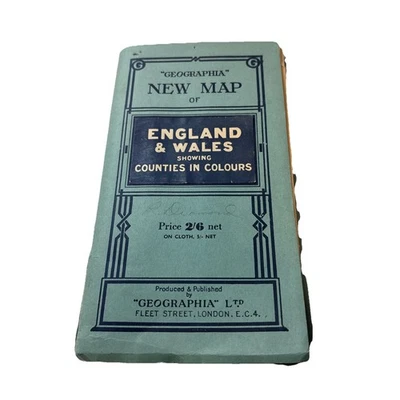 G G
"GEOGRAPHIA"
NEW MAP
OF
ENGLAND
& WALES
SHOWING
COUNTIES IN COLOURS
Price 2/6 net
ON CLOTH, 5/- NET
Produced & Published
by
"GEOGRAPHIA" LTD
FLEET STREET, LONDON, E.C.4.